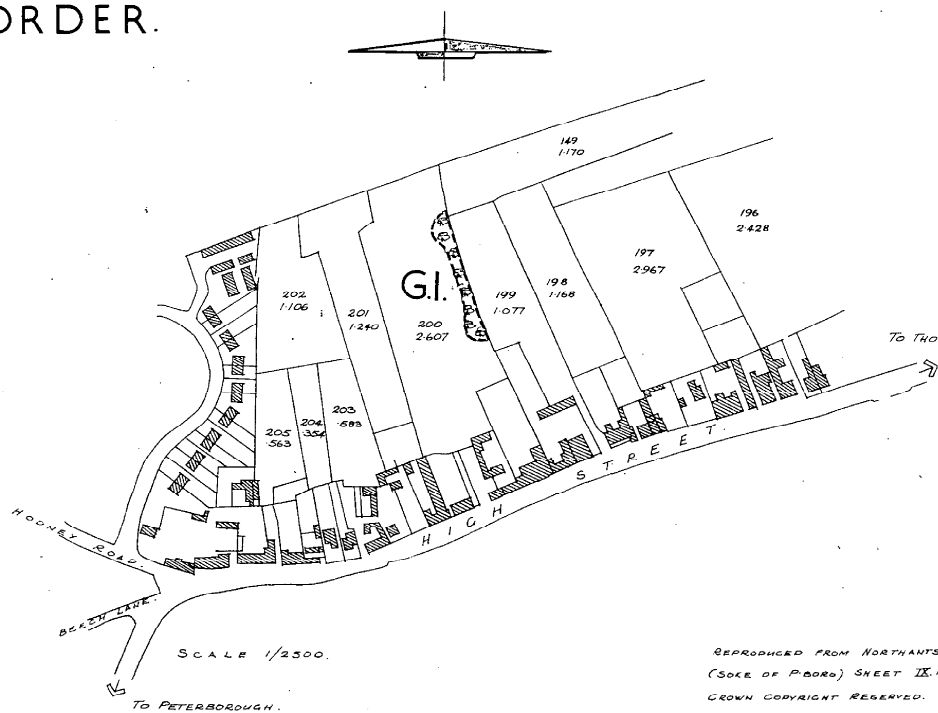 ORDER.
149
1·170
196
2·428
197
2·967
198
1·168
199
1·077
G.I.
200
2·607
201
1·240
202
1·106
203
·583
204
·354
205
·563
TO THO
HIGH STREET.
ROAD.
BEECH LANE.
SCALE 1/2500.
TO PETERBOROUGH.
REPRODUCED FROM NORTHANTS
(SOKE OF P·BORO) SHEET IX.
CROWN COPYRIGHT RESERVED.